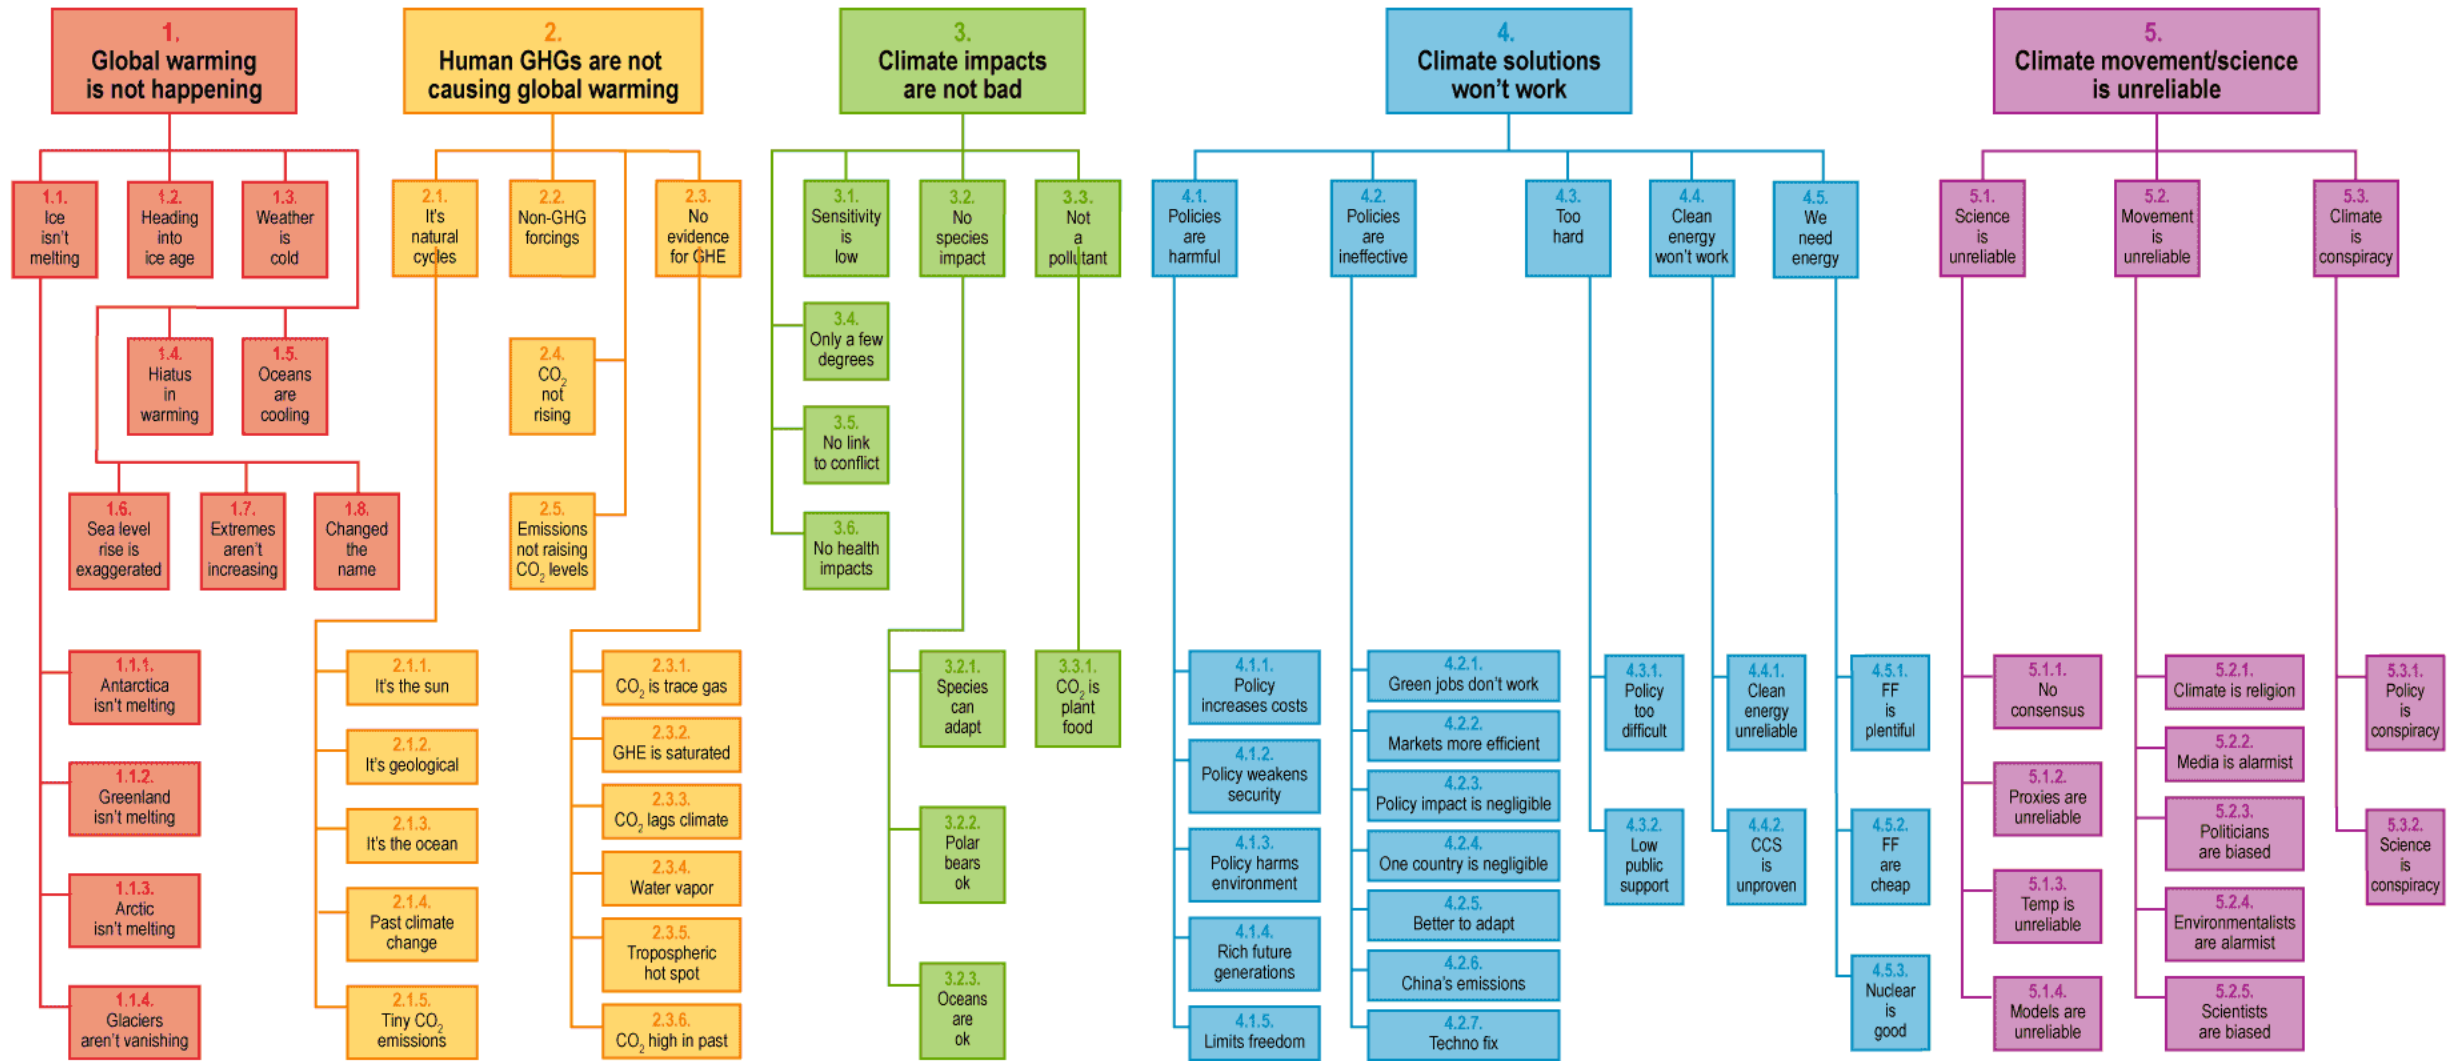 1.
Global warming
is not happening
2.
Human GHGs are not
causing global warming
3.
Climate impacts
are not bad
4.
Climate solutions
won't work
5.
Climate movement/science
is unreliable
1.1.
Ice
isn't
melting
1.2.
Heading
into
ice age
1.3.
Weather
is
cold
1.4.
Hiatus
in
warming
1.5.
Oceans
are
cooling
1.6.
Sea level
rise is
exaggerated
1.7.
Extremes
aren't
increasing
1.8.
Changed
the
name
1.1.1.
Antarctica
isn't melting
1.1.2.
Greenland
isn't melting
1.1.3.
Arctic
isn't melting
1.1.4.
Glaciers
aren't vanishing
2.1.
It's
natural
cycles
2.2.
Non-GHG
forcings
2.3.
No
evidence
for GHE
2.4.
CO₂
not
rising
2.5.
Emissions
not raising
CO₂ levels
2.1.1.
It's the sun
2.1.2.
It's geological
2.1.3.
It's the ocean
2.1.4.
Past climate
change
2.1.5.
Tiny CO₂
emissions
2.3.1.
CO₂ is trace gas
2.3.2.
GHE is saturated
2.3.3.
CO₂ lags climate
2.3.4.
Water vapor
2.3.5.
Tropospheric
hot spot
2.3.6.
CO₂ high in past
3.1.
Sensitivity
is
low
3.2.
No
species
impact
3.3.
Not
a
pollutant
3.4.
Only a few
degrees
3.5.
No link
to conflict
3.6.
No health
impacts
3.2.1.
Species
can
adapt
3.2.2.
Polar
bears
ok
3.2.3.
Oceans
are
ok
3.3.1.
CO₂ is
plant
food
4.1.
Policies
are
harmful
4.2.
Policies
are
ineffective
4.3.
Too
hard
4.4.
Clean
energy
won't work
4.5.
We
need
energy
4.1.1.
Policy
increases costs
4.1.2.
Policy weakens
security
4.1.3.
Policy harms
environment
4.1.4.
Rich future
generations
4.1.5.
Limits freedom
4.2.1.
Green jobs don't work
4.2.2.
Markets more efficient
4.2.3.
Policy impact is negligible
4.2.4.
One country is negligible
4.2.5.
Better to adapt
4.2.6.
China's emissions
4.2.7.
Techno fix
4.3.1.
Policy
too
difficult
4.3.2.
Low
public
support
4.4.1.
Clean
energy
unreliable
4.4.2.
CCS
is
unproven
4.5.1.
FF
is
plentiful
4.5.2.
FF
are
cheap
4.5.3.
Nuclear
is
good
5.1.
Science
is
unreliable
5.2.
Movement
is
unreliable
5.3.
Climate
is
conspiracy
5.1.1.
No
consensus
5.1.2.
Proxies are
unreliable
5.1.3.
Temp is
unreliable
5.1.4.
Models are
unreliable
5.2.1.
Climate is religion
5.2.2.
Media is alarmist
5.2.3.
Politicians
are biased
5.2.4.
Environmentalists
are alarmist
5.2.5.
Scientists
are biased
5.3.1.
Policy
is
conspiracy
5.3.2.
Science
is
conspiracy